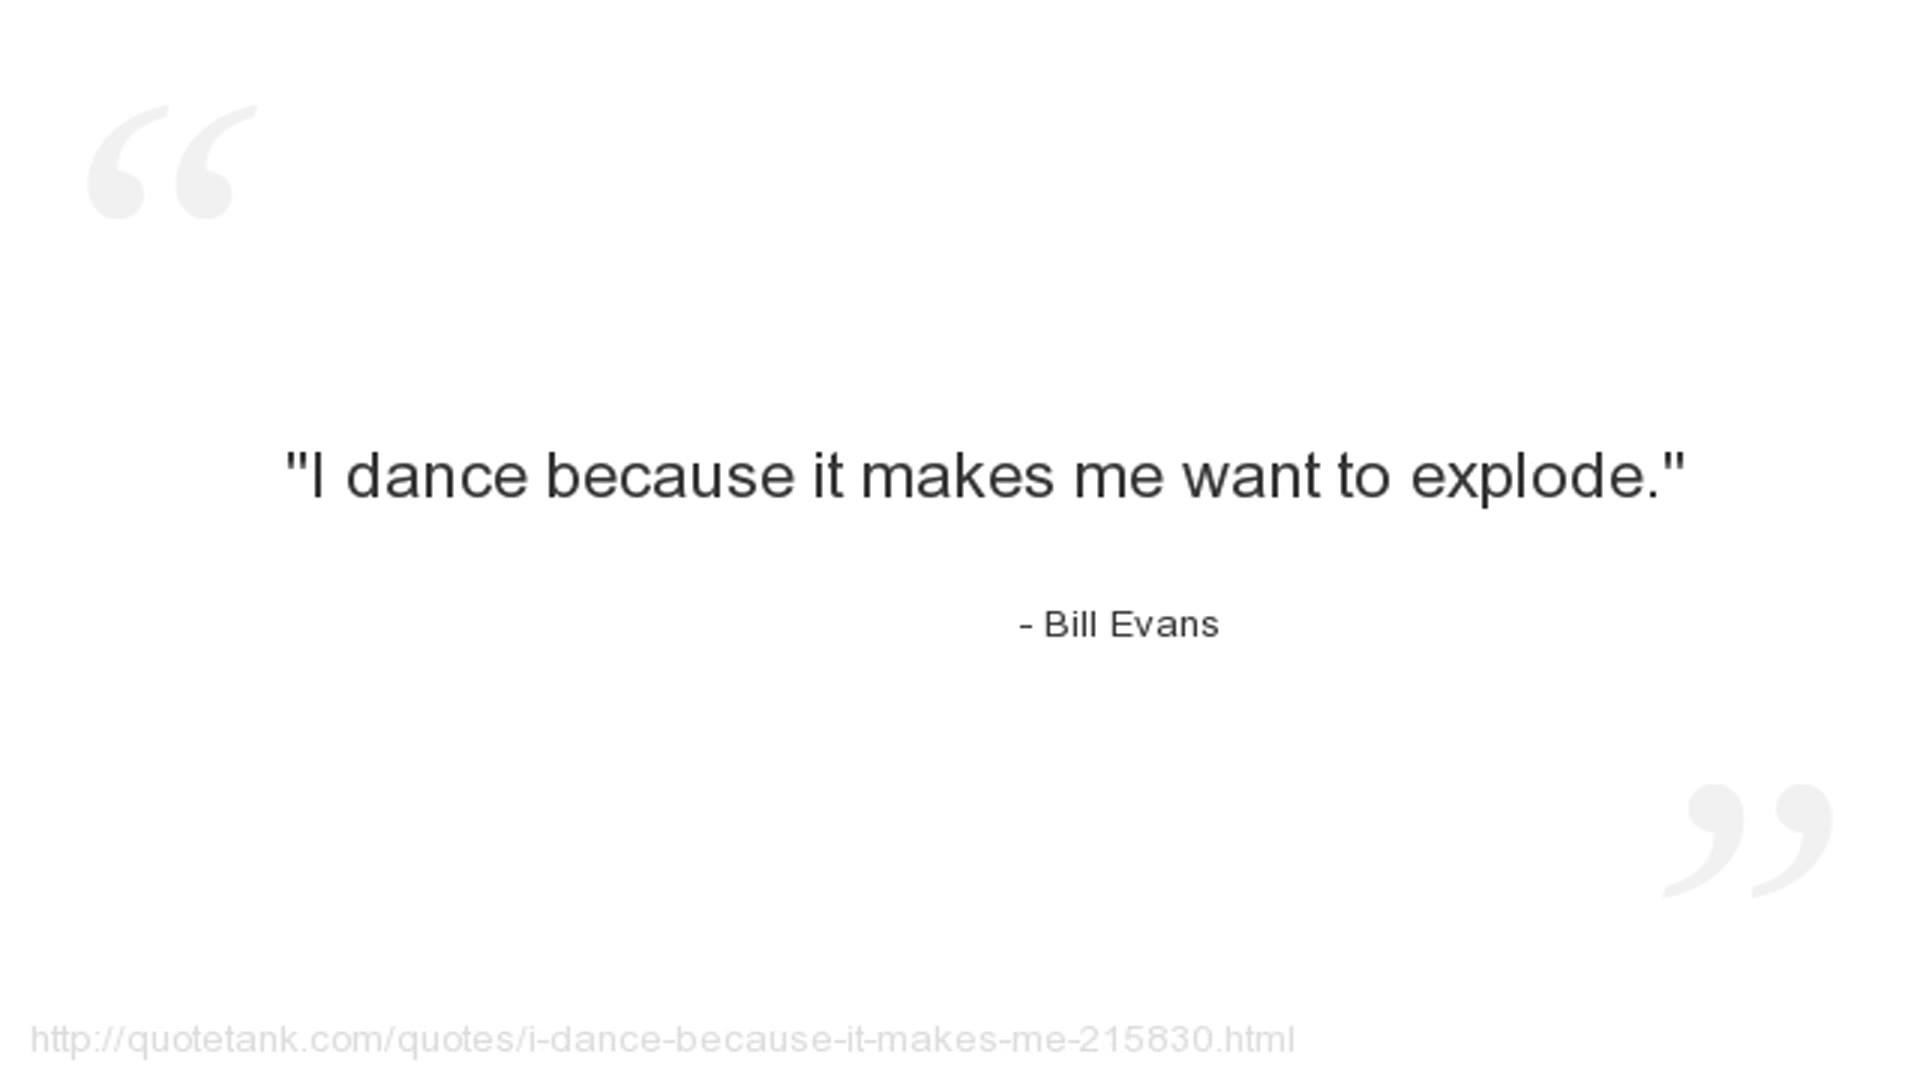 "I dance because it makes me want to explode."
- Bill Evans
http://quotetank.com/quotes/i-dance-because-it-makes-me-215830.html